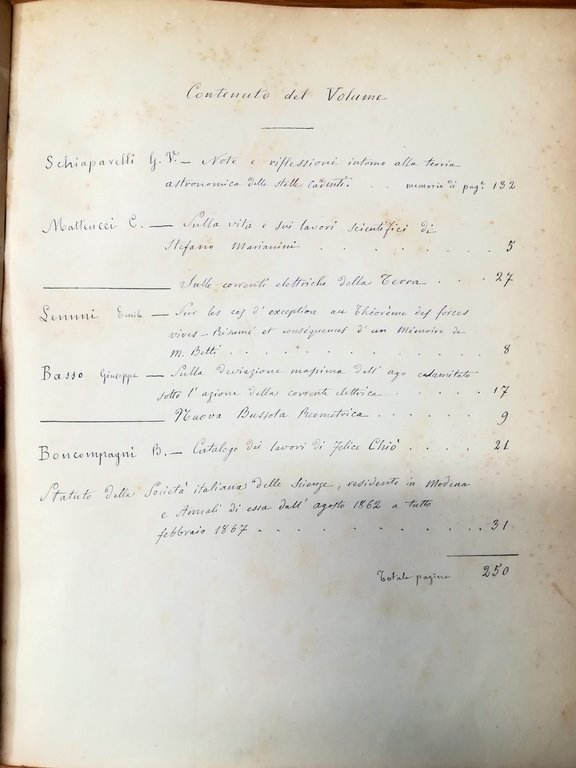 Contenuto del Volume
Schiaparelli G. V. — Note e riflessioni intorno alla teoria
astronomica delle stelle cadenti. . . memoria di pag.e 132
Matteucci C. — Sulla vita e sui lavori scientifici di
Stefano Marianini . . . . . . . 5
Sulle correnti elettriche della Terra . . . 27
Lemmi Emile — Sur les cas d'exception au Théorème des forces
vives — Résumé et conséquences d'un Mémoire de
M. Betti . . . . . . . . . . . 8
Basso Giuseppe — Sulla deviazione massima dell'ago calamitato
sotto l'azione della corrente elettrica . . . . . 17
Nuova Bussola Reometrica . . . . . . 9
Boncompagni B. — Catalogo dei lavori di Felice Chiò . . . . 21
Statuto della Società italiana delle Scienze, residente in Modena
e Annali di essa dall'agosto 1862 a tutto
febbraio 1867 . . . . . . . . . . . . 31
Totale pagine 250